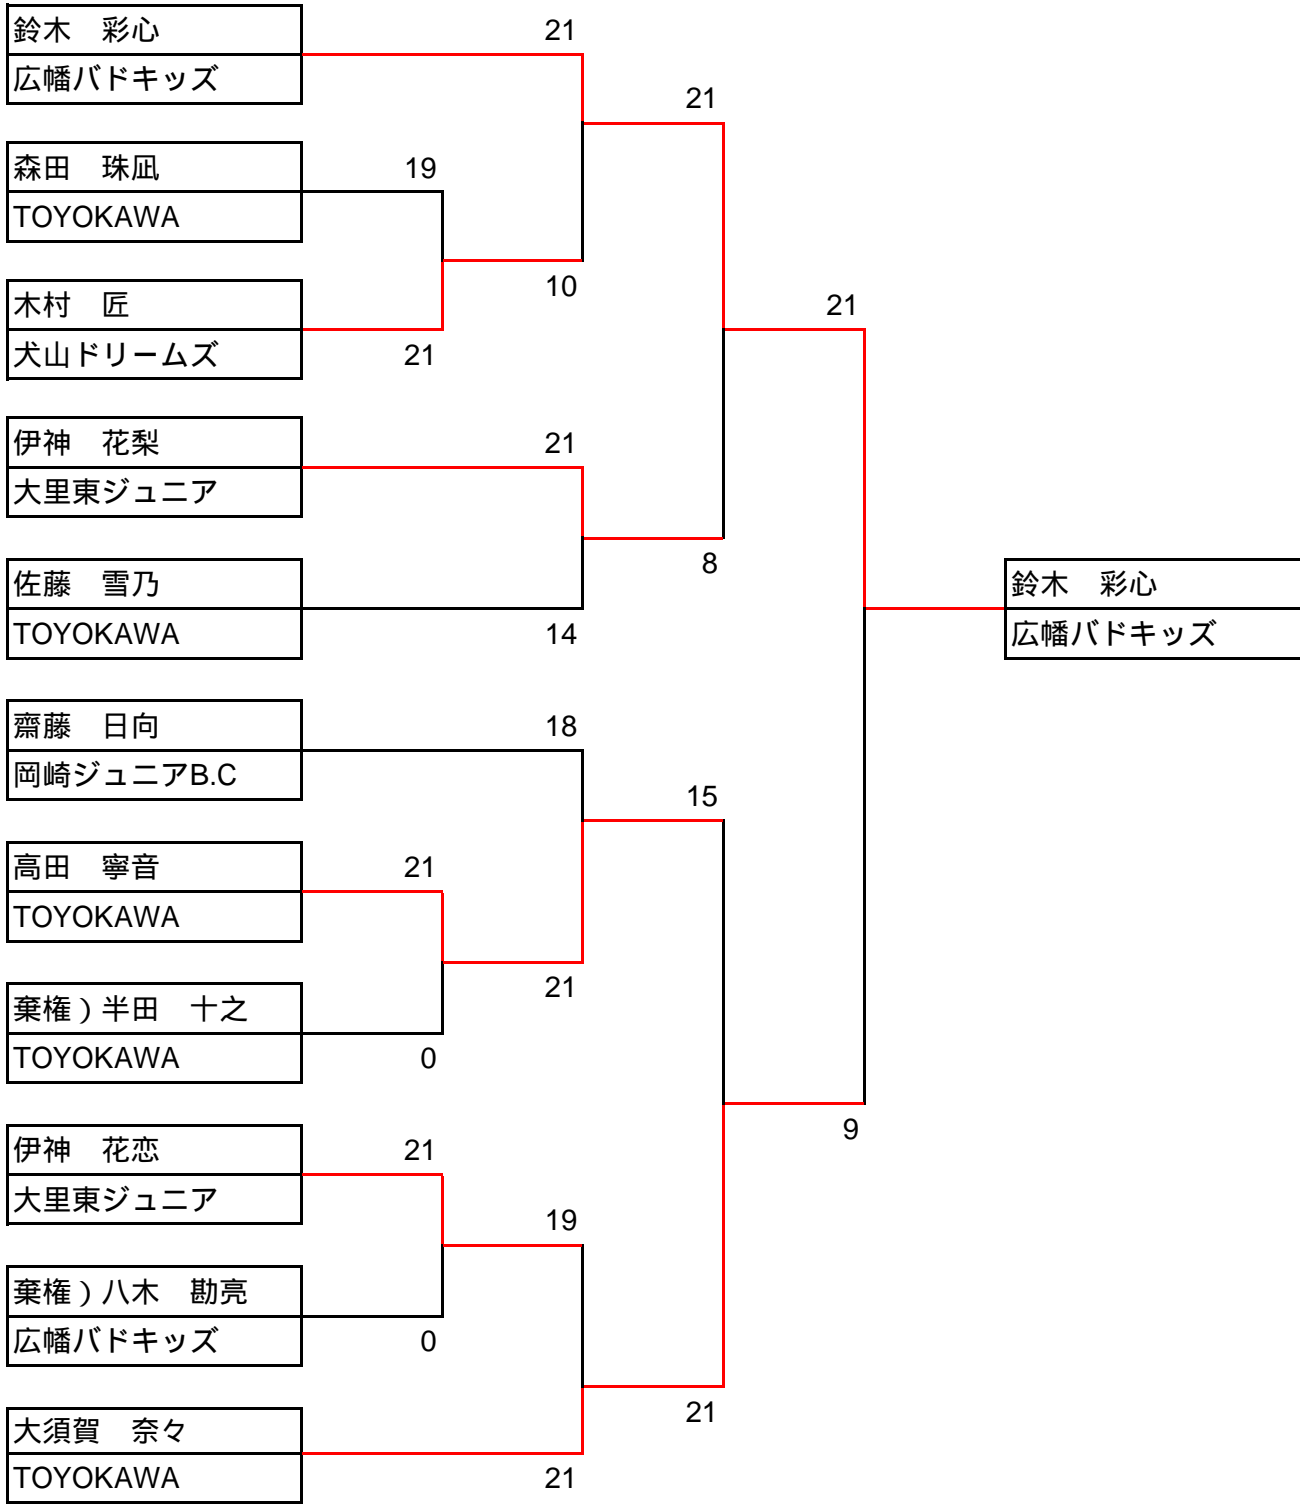 鈴木　彩心
広幡バドキッズ
21
21
森田　珠凪
TOYOKAWA
19
木村　匠
犬山ドリームズ
21
10
21
伊神　花梨
大里東ジュニア
21
佐藤　雪乃
TOYOKAWA
14
8
鈴木　彩心
広幡バドキッズ
齋藤　日向
岡崎ジュニアB.C
18
15
高田　寧音
TOYOKAWA
21
棄権）半田　十之
TOYOKAWA
0
21
伊神　花恋
大里東ジュニア
21
9
19
棄権）八木　勘亮
広幡バドキッズ
0
大須賀　奈々
TOYOKAWA
21
21